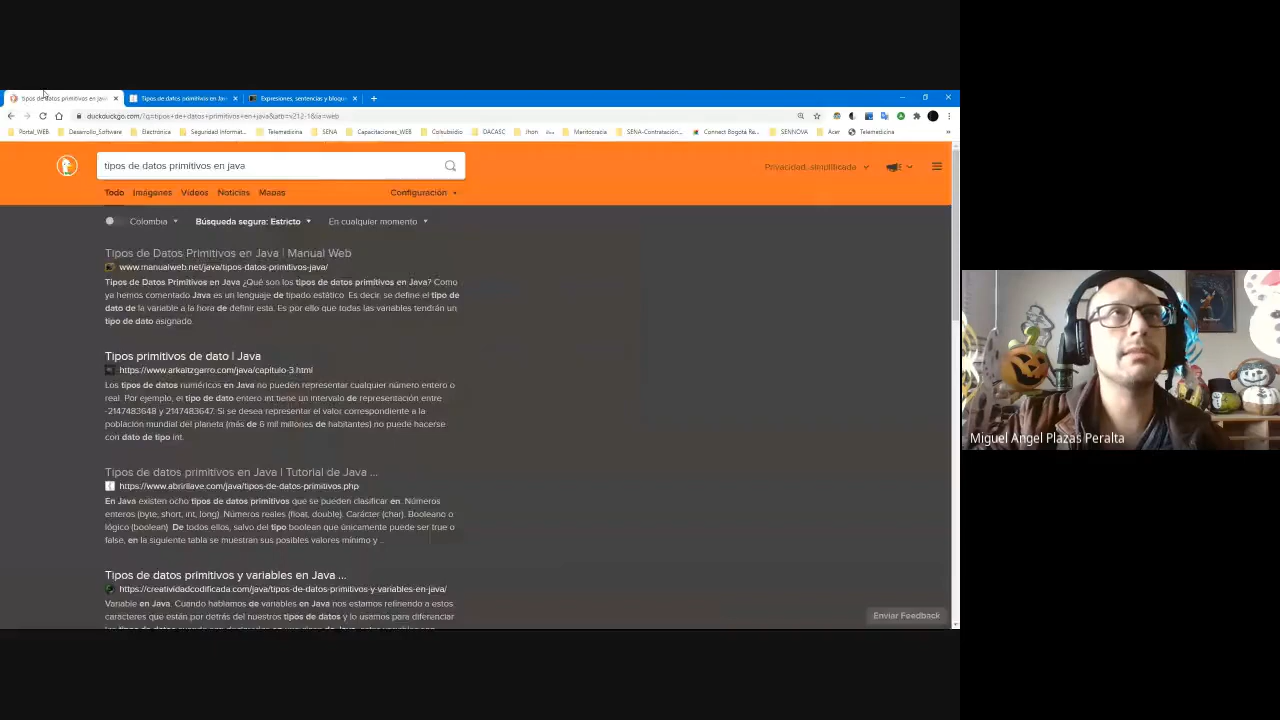 tipos de datos primitivos en jav
Tipos de datos primitivos en Jav
Expresiones, sentencias y bloqu
duckduckgo.com/?q=tipos+de+datos+primitivos+en+java&atb=v212-1&ia=web
Portal_WEB Desarrollo_Software Electrónica Seguridad Informat... Telemedicina SENA Capacitaciones_WEB Colsubsidio OACASC Jhon Meritocracia SENA-Contratación... Connect Bogotá Re... SENNOVA Acer Telemedicina »
tipos de datos primitivos en java
Privacidad, simplificada
Todo Imágenes Vídeos Noticias Mapas Configuración
Colombia Búsqueda segura: Estricto En cualquier momento
Tipos de Datos Primitivos en Java | Manual Web
www.manualweb.net/java/tipos-datos-primitivos-java/
Tipos de Datos Primitivos en Java ¿Qué son los tipos de datos primitivos en Java? Como
ya hemos comentado Java es un lenguaje de tipado estático. Es decir, se define el tipo de
dato de la variable a la hora de definir esta. Es por ello que todas las variables tendrán un
tipo de dato asignado.
Tipos primitivos de dato | Java
https://www.arkaitzgarro.com/java/capitulo-3.html
Los tipos de datos numéricos en Java no pueden representar cualquier número entero o
real. Por ejemplo, el tipo de dato entero int tiene un intervalo de representación entre
-2147483648 y 2147483647. Si se desea representar el valor correspondiente a la
población mundial del planeta (más de 6 mil millones de habitantes) no puede hacerse
con dato de tipo int.
Tipos de datos primitivos en Java | Tutorial de Java ...
https://www.abrirllave.com/java/tipos-de-datos-primitivos.php
En Java existen ocho tipos de datos primitivos que se pueden clasificar en. Números
enteros (byte, short, int, long). Números reales (float, double). Carácter (char). Booleano o
lógico (boolean). De todos ellos, salvo del tipo boolean que únicamente puede ser true o
false, en la siguiente tabla se muestran sus posibles valores mínimo y ...
Tipos de datos primitivos y variables en Java ...
https://creatividadcodificada.com/java/tipos-de-datos-primitivos-y-variables-en-java/
Variable en Java. Cuando hablamos de variables en Java nos estamos refiriendo a estos
caracteres que están por detrás del nuestros tipos de datos y lo usamos para diferenciar
Enviar Feedback
Miguel Angel Plazas Peralta